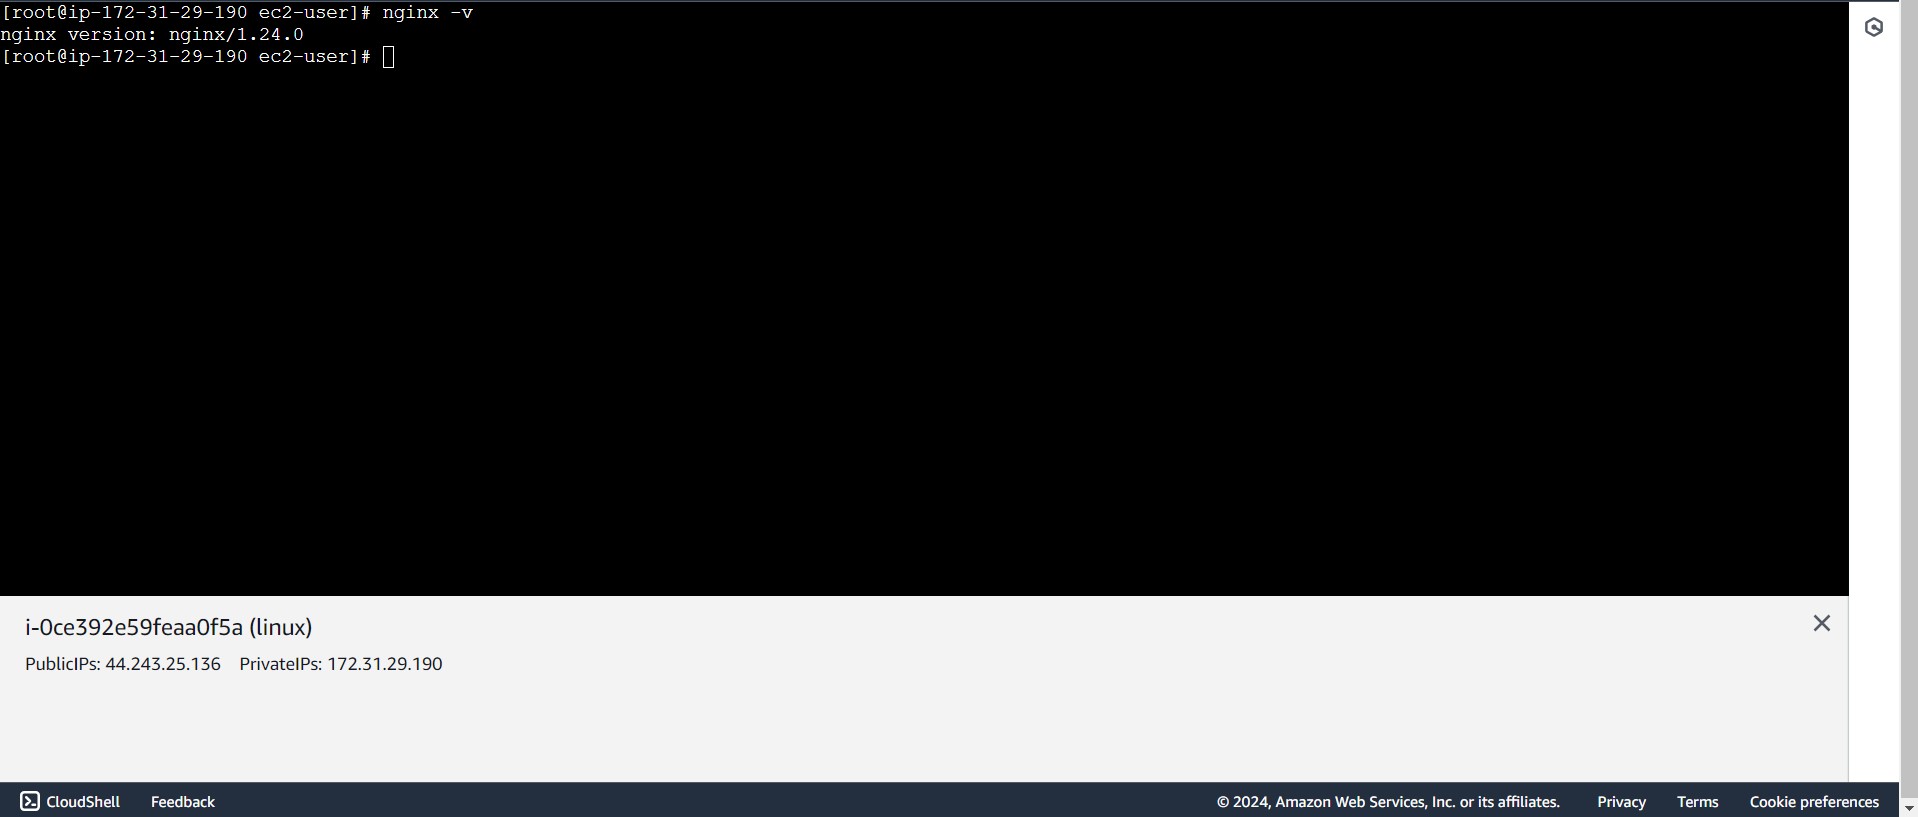 [root@ip-172-31-29-190 ec2-user]# nginx -v
nginx version: nginx/1.24.0
[root@ip-172-31-29-190 ec2-user]#
i-0ce392e59feaa0f5a (linux)
PublicIPs: 44.243.25.136 PrivateIPs: 172.31.29.190
CloudShell Feedback © 2024, Amazon Web Services, Inc. or its affiliates. Privacy Terms Cookie preferences